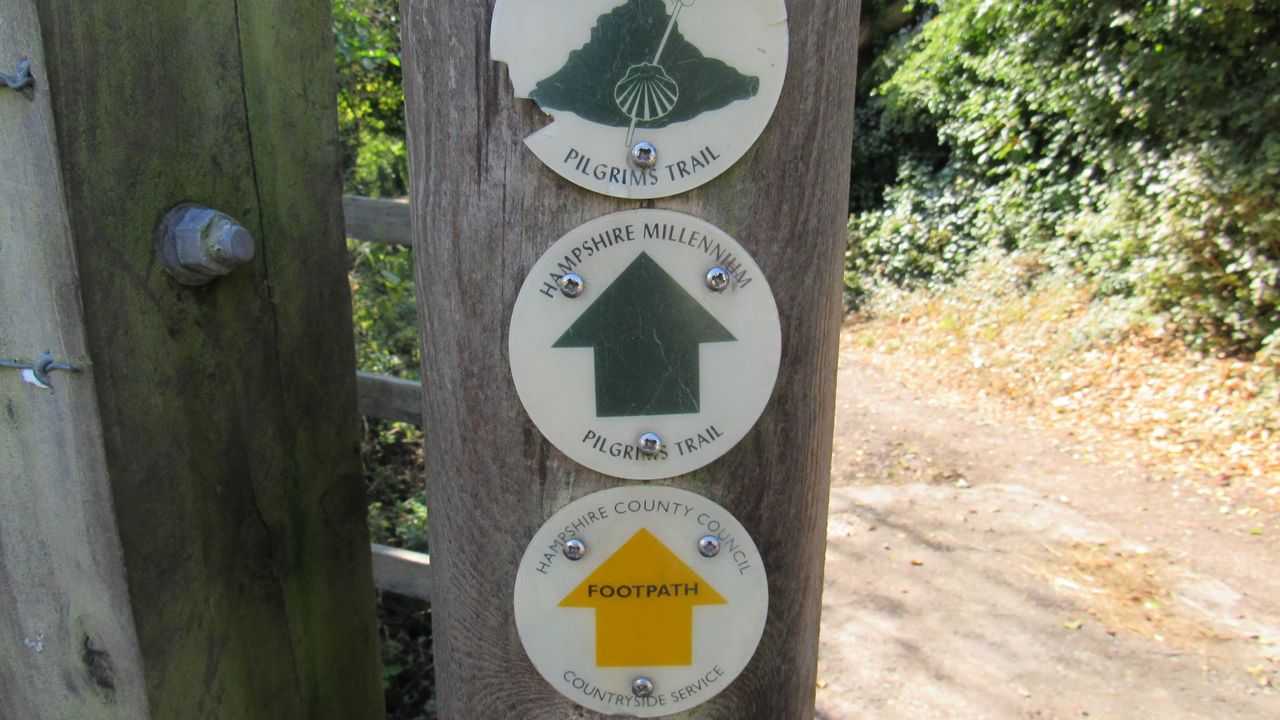 PILGRIMS TRAIL
HAMPSHIRE MILLENNIUM
PILGRIMS TRAIL
HAMPSHIRE COUNTY COUNCIL
FOOTPATH
COUNTRYSIDE SERVICE